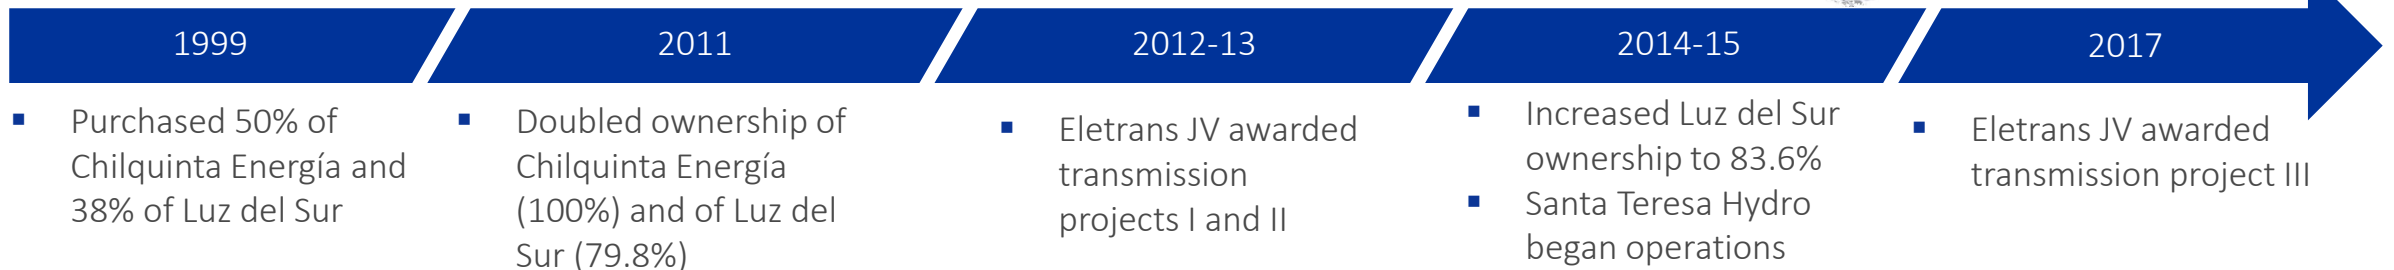 1999
▪ Purchased 50% of
Chilquinta Energía and
38% of Luz del Sur
2011
▪ Doubled ownership of
Chilquinta Energía
(100%) and of Luz del
Sur (79.8%)
2012-13
▪ Eletrans JV awarded
transmission
projects I and II
2014-15
▪ Increased Luz del Sur
ownership to 83.6%
▪ Santa Teresa Hydro
began operations
2017
▪ Eletrans JV awarded
transmission project III